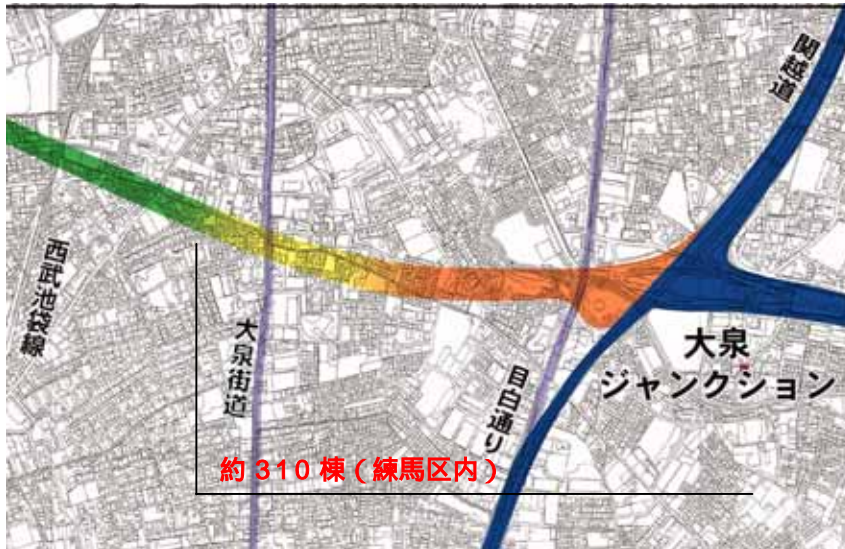 関越道
西武池袋線
大泉街道
目白通り
大泉
ジャンクション
約310棟(練馬区内)